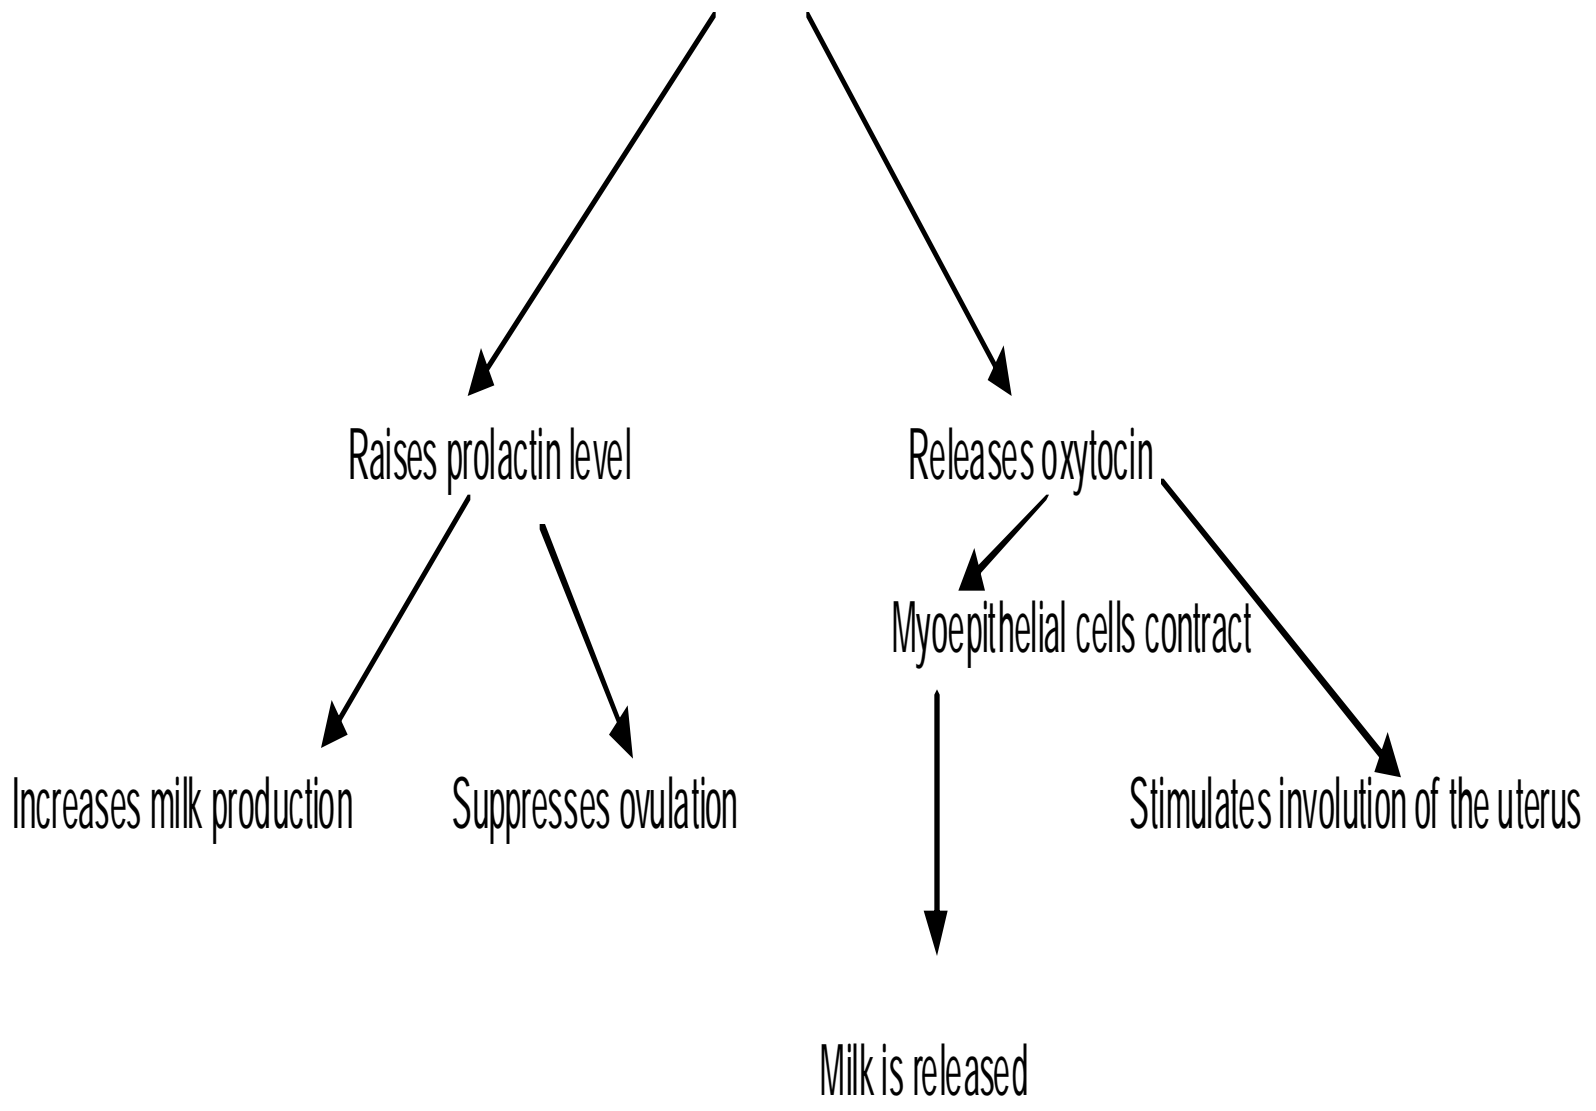 Raises prolactin level
Releases oxytocin
Myoepithelial cells contract
Increases milk production
Suppresses ovulation
Stimulates involution of the uterus
Milk is released